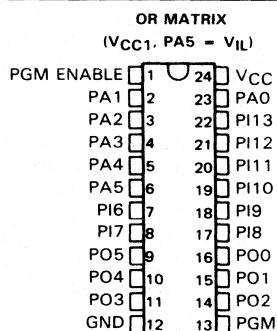 OR MATRIX
(VCC1, PA5 = VIL)
PGM ENABLE 1 24 VCC
PA1 2 23 PA0
PA2 3 22 PI13
PA3 4 21 PI12
PA4 5 20 PI11
PA5 6 19 PI10
PI6 7 18 PI9
PI7 8 17 PI8
PO5 9 16 PO0
PO4 10 15 PO1
PO3 11 14 PO2
GND 12 13 PGM